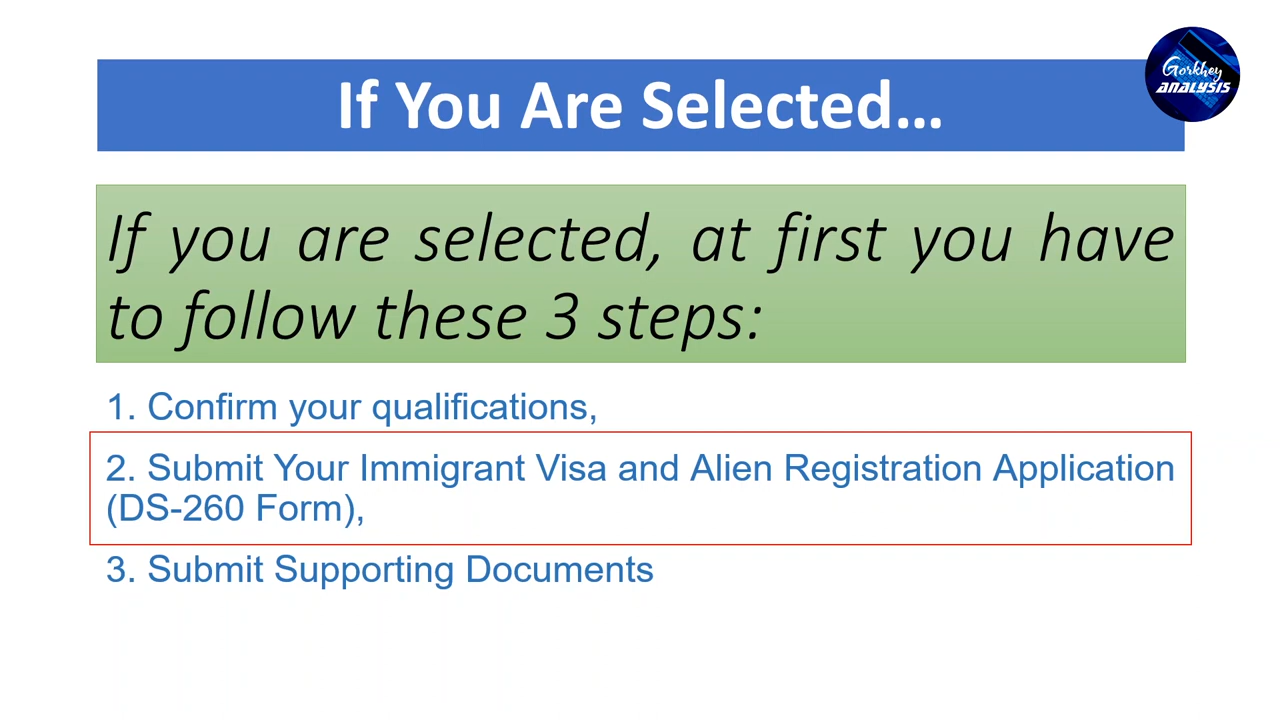 Gorkhey
ANALYSIS
If You Are Selected...
If you are selected, at first you have
to follow these 3 steps:
1. Confirm your qualifications,
2. Submit Your Immigrant Visa and Alien Registration Application
(DS-260 Form),
3. Submit Supporting Documents